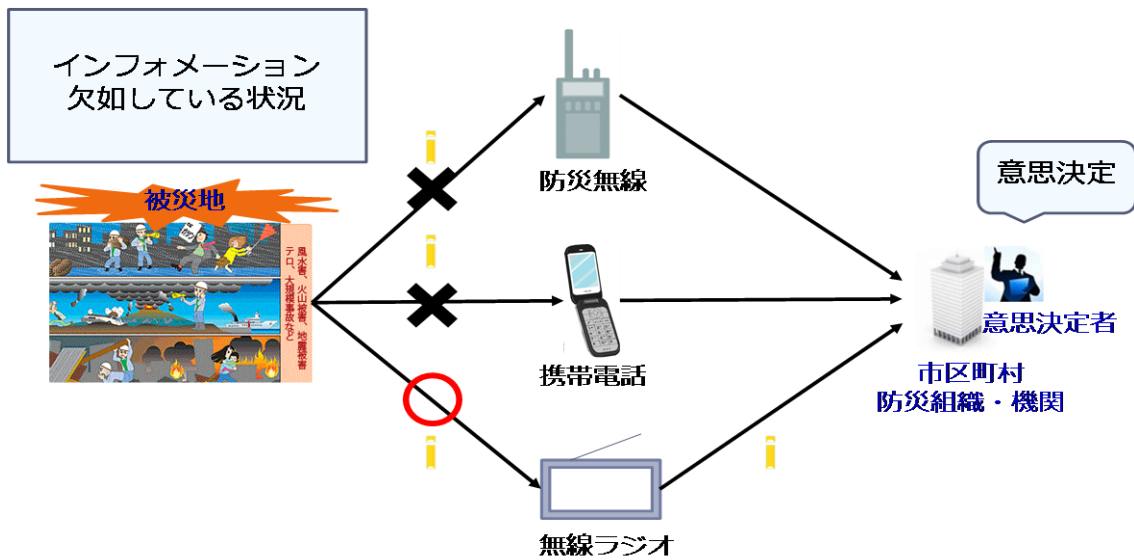 インフォメーション
欠如している状況
被災地
風水害、火山被害、地震被害
テロ、大規模事故など
防災無線
携帯電話
無線ラジオ
意思決定
意思決定者
市区町村
防災組織・機関